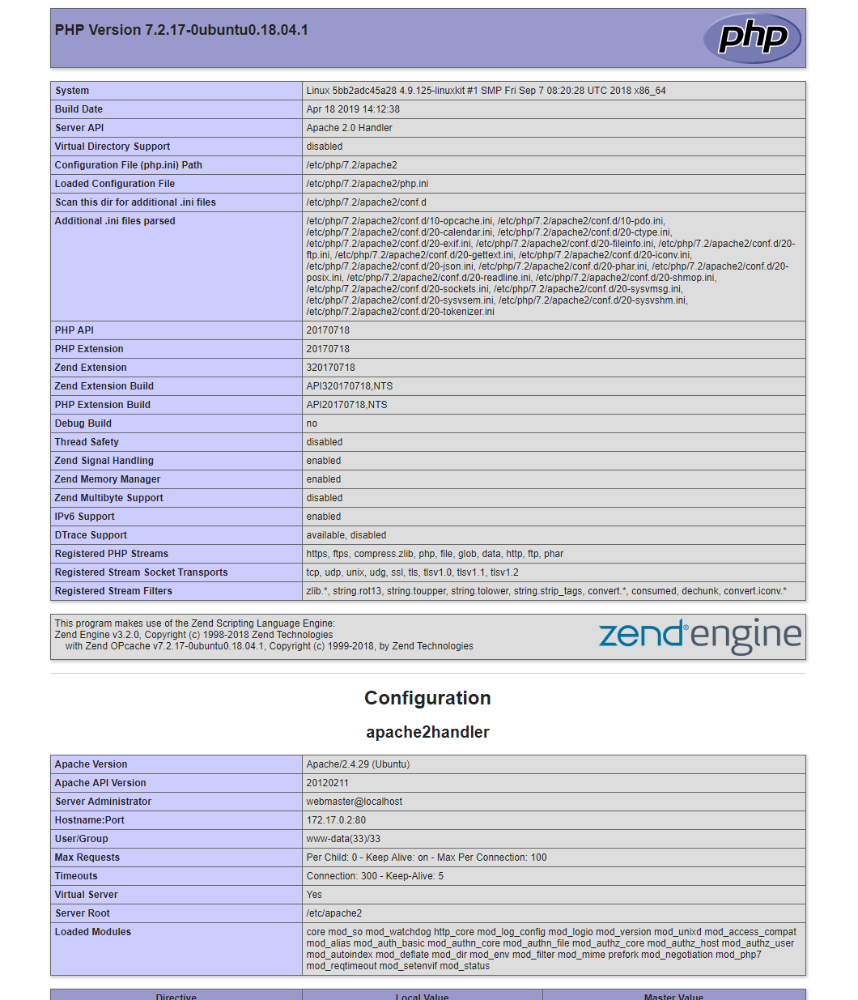 PHP Version 7.2.17-0ubuntu0.18.04.1
php
System Linux 5bb2adc45a28 4.9.125-linuxkit #1 SMP Fri Sep 7 08:20:28 UTC 2018 x86_64
Build Date Apr 18 2019 14:12:38
Server API Apache 2.0 Handler
Virtual Directory Support disabled
Configuration File (php.ini) Path /etc/php/7.2/apache2
Loaded Configuration File /etc/php/7.2/apache2/php.ini
Scan this dir for additional .ini files /etc/php/7.2/apache2/conf.d
Additional .ini files parsed /etc/php/7.2/apache2/conf.d/10-opcache.ini, /etc/php/7.2/apache2/conf.d/10-pdo.ini,
/etc/php/7.2/apache2/conf.d/20-calendar.ini, /etc/php/7.2/apache2/conf.d/20-ctype.ini,
/etc/php/7.2/apache2/conf.d/20-exif.ini, /etc/php/7.2/apache2/conf.d/20-fileinfo.ini, /etc/php/7.2/apache2/conf.d/20-
ftp.ini, /etc/php/7.2/apache2/conf.d/20-gettext.ini, /etc/php/7.2/apache2/conf.d/20-iconv.ini,
/etc/php/7.2/apache2/conf.d/20-json.ini, /etc/php/7.2/apache2/conf.d/20-phar.ini, /etc/php/7.2/apache2/conf.d/20-
posix.ini, /etc/php/7.2/apache2/conf.d/20-readline.ini, /etc/php/7.2/apache2/conf.d/20-shmop.ini,
/etc/php/7.2/apache2/conf.d/20-sockets.ini, /etc/php/7.2/apache2/conf.d/20-sysvmsg.ini,
/etc/php/7.2/apache2/conf.d/20-sysvsem.ini, /etc/php/7.2/apache2/conf.d/20-sysvshm.ini,
/etc/php/7.2/apache2/conf.d/20-tokenizer.ini
PHP API 20170718
PHP Extension 20170718
Zend Extension 320170718
Zend Extension Build API320170718,NTS
PHP Extension Build API20170718,NTS
Debug Build no
Thread Safety disabled
Zend Signal Handling enabled
Zend Memory Manager enabled
Zend Multibyte Support disabled
IPv6 Support enabled
DTrace Support available, disabled
Registered PHP Streams https, ftps, compress.zlib, php, file, glob, data, http, ftp, phar
Registered Stream Socket Transports tcp, udp, unix, udg, ssl, tls, tlsv1.0, tlsv1.1, tlsv1.2
Registered Stream Filters zlib.*, string.rot13, string.toupper, string.tolower, string.strip_tags, convert.*, consumed, dechunk, convert.iconv.*
This program makes use of the Zend Scripting Language Engine:
Zend Engine v3.2.0, Copyright (c) 1998-2018 Zend Technologies
with Zend OPcache v7.2.17-0ubuntu0.18.04.1, Copyright (c) 1999-2018, by Zend Technologies
zend® engine
Configuration
apache2handler
Apache Version Apache/2.4.29 (Ubuntu)
Apache API Version 20120211
Server Administrator webmaster@localhost
Hostname:Port 172.17.0.2:80
User/Group www-data(33)/33
Max Requests Per Child: 0 - Keep Alive: on - Max Per Connection: 100
Timeouts Connection: 300 - Keep-Alive: 5
Virtual Server Yes
Server Root /etc/apache2
Loaded Modules core mod_so mod_watchdog http_core mod_log_config mod_logio mod_version mod_unixd mod_access_compat
mod_alias mod_auth_basic mod_authn_core mod_authn_file mod_authz_core mod_authz_host mod_authz_user
mod_autoindex mod_deflate mod_dir mod_env mod_filter mod_mime prefork mod_negotiation mod_php7
mod_reqtimeout mod_setenvif mod_status
Directive Local Value Master Value